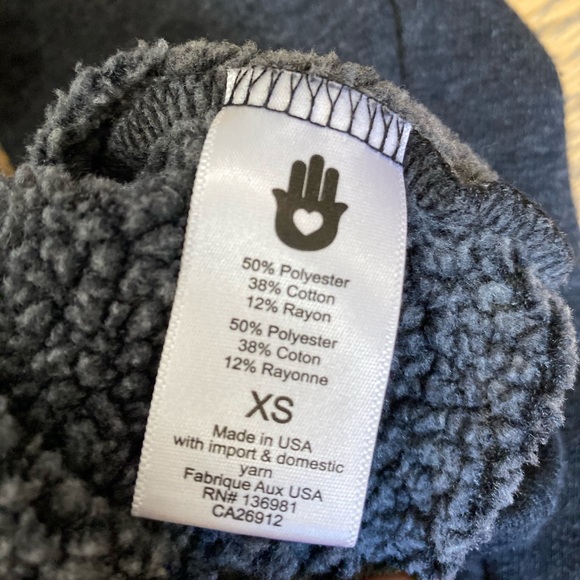 50% Polyester
38% Cotton
12% Rayon
50% Polyester
38% Coton
12% Rayonne
XS
Made in USA
with import & domestic
yarn
Fabrique Aux USA
RN# 136981
CA26912